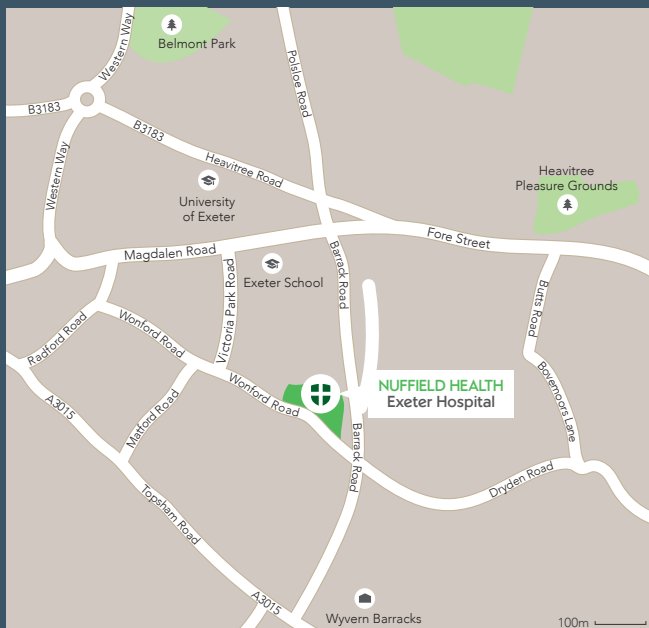 Belmont Park
Western Way
Polsloe Road
B3183
B3183
Heavitree Road
Western Way
University
of Exeter
Heavitree
Pleasure Grounds
Fore Street
Magdalen Road
Exeter School
Barrack Road
Victoria Park Road
Butts Road
Radford Road
Wonford Road
Bovemoors Lane
NUFFIELD HEALTH
Exeter Hospital
Wonford Road
A3015
Matford Road
Barrack Road
Dryden Road
Topsham Road
A3015
Wyvern Barracks
100m